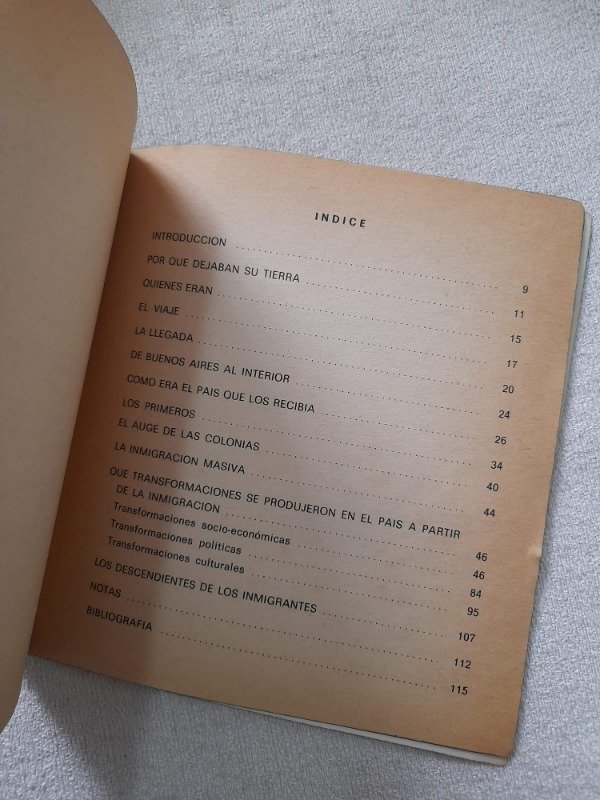 INDICE
INTRODUCCION ........ 9
POR QUE DEJABAN SU TIERRA ........ 11
QUIENES ERAN ........ 15
EL VIAJE ........ 17
LA LLEGADA ........ 20
DE BUENOS AIRES AL INTERIOR ........ 24
COMO ERA EL PAIS QUE LOS RECIBIA ........ 26
LOS PRIMEROS ........ 34
EL AUGE DE LAS COLONIAS ........ 40
LA INMIGRACION MASIVA ........ 44
QUE TRANSFORMACIONES SE PRODUJERON EN EL PAIS A PARTIR
DE LA INMIGRACION ........ 46
Transformaciones socio-económicas ........ 46
Transformaciones políticas ........ 84
Transformaciones culturales ........ 95
LOS DESCENDIENTES DE LOS INMIGRANTES ........ 107
NOTAS ........ 112
BIBLIOGRAFIA ........ 115